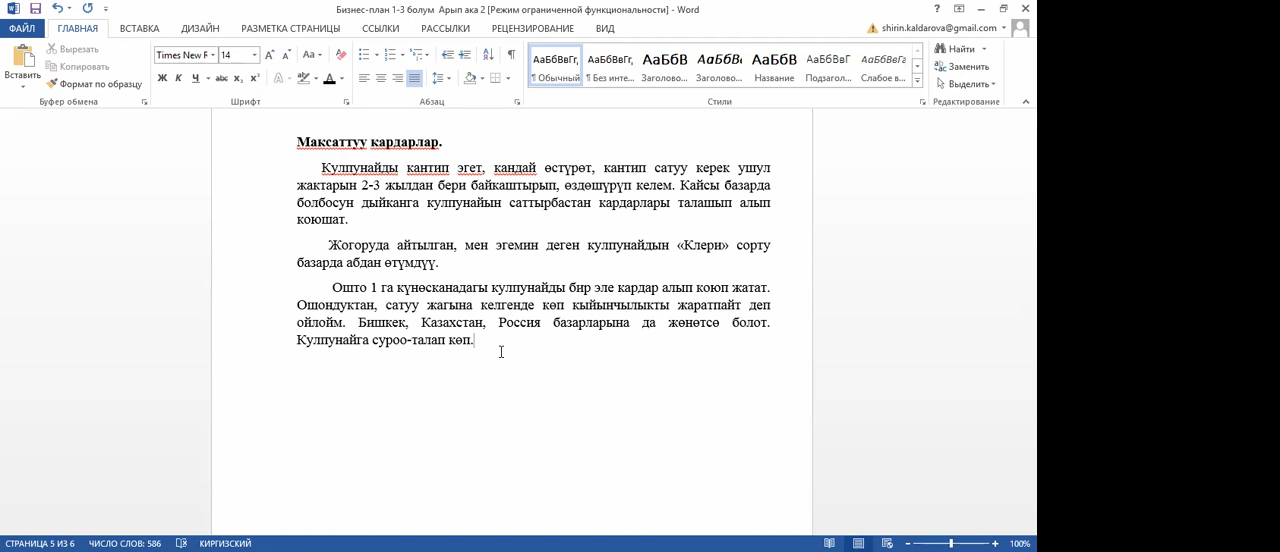 Бизнес-план 1-3 болум Арып ака 2 [Режим ограниченной функциональности] - Word
ФАЙЛ ГЛАВНАЯ ВСТАВКА ДИЗАЙН РАЗМЕТКА СТРАНИЦЫ ССЫЛКИ РАССЫЛКИ РЕЦЕНЗИРОВАНИЕ ВИД shirin.kaldarova@gmail.com
Вставить
Вырезать
Копировать
Формат по образцу
Буфер обмена
Times New R 14
Ж К Ч abc x₂ x²
Шрифт
Абзац
АаБбВвГг, АаБбВвГг, АаБбВ АаБбВ АаБбВ АаБбВвГ АаБбВвГг
¶ Обычный ¶ Без инте... Заголово... Заголово... Название Подзагол... Слабое в...
Стили
Найти
Заменить
Выделить
Редактирование
Максаттуу кардарлар.
Кулпунайды кантип эгет, кандай өстүрөт, кантип сатуу керек ушул
жактарын 2-3 жылдан бери байкаштырып, өздөшүрүп келем. Кайсы базарда
болбосун дыйканга кулпунайын саттырбастан кардарлары талашып алып
коюшат.
Жогоруда айтылган, мен эгемин деген кулпунайдын «Клери» сорту
базарда абдан өтүмдүү.
Ошто 1 га күнөсканадагы кулпунайды бир эле кардар алып коюп жатат.
Ошондуктан, сатуу жагына келгенде көп кыйынчылыкты жаратпайт деп
ойлойм. Бишкек, Казахстан, Россия базарларына да жөнөтсө болот.
Кулпунайга суроо-талап көп.
СТРАНИЦА 5 ИЗ 6 ЧИСЛО СЛОВ: 586 КИРГИЗСКИЙ 100%